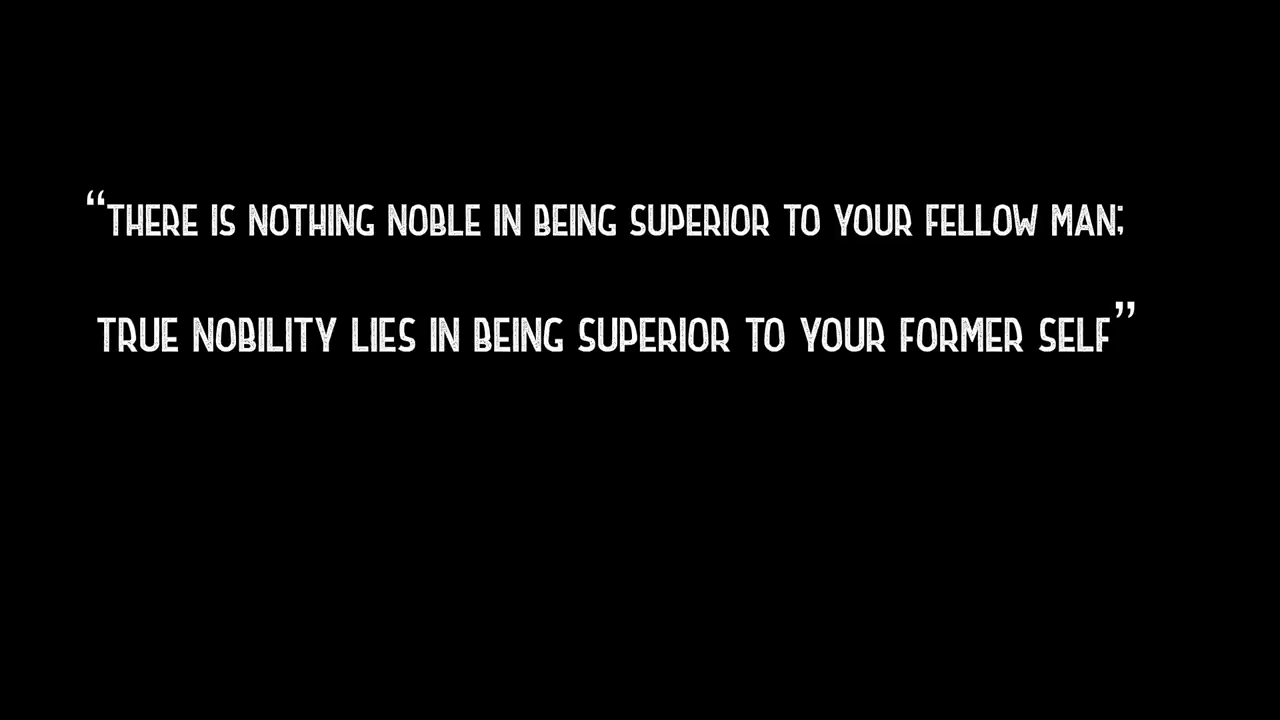 “THERE IS NOTHING NOBLE IN BEING SUPERIOR TO YOUR FELLOW MAN;
TRUE NOBILITY LIES IN BEING SUPERIOR TO YOUR FORMER SELF”